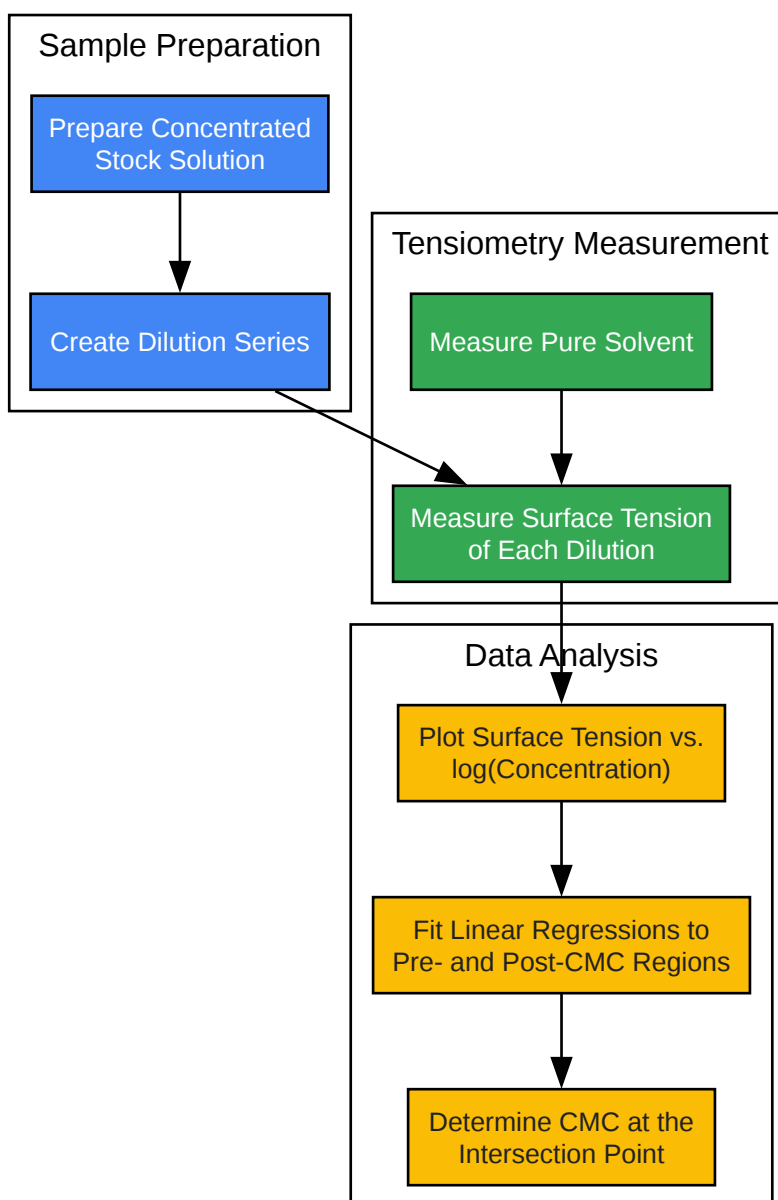 Sample Preparation
Prepare Concentrated
Stock Solution
Create Dilution Series
Tensiometry Measurement
Measure Pure Solvent
Measure Surface Tension
of Each Dilution
Data Analysis
Plot Surface Tension vs.
log(Concentration)
Fit Linear Regressions to
Pre- and Post-CMC Regions
Determine CMC at the
Intersection Point